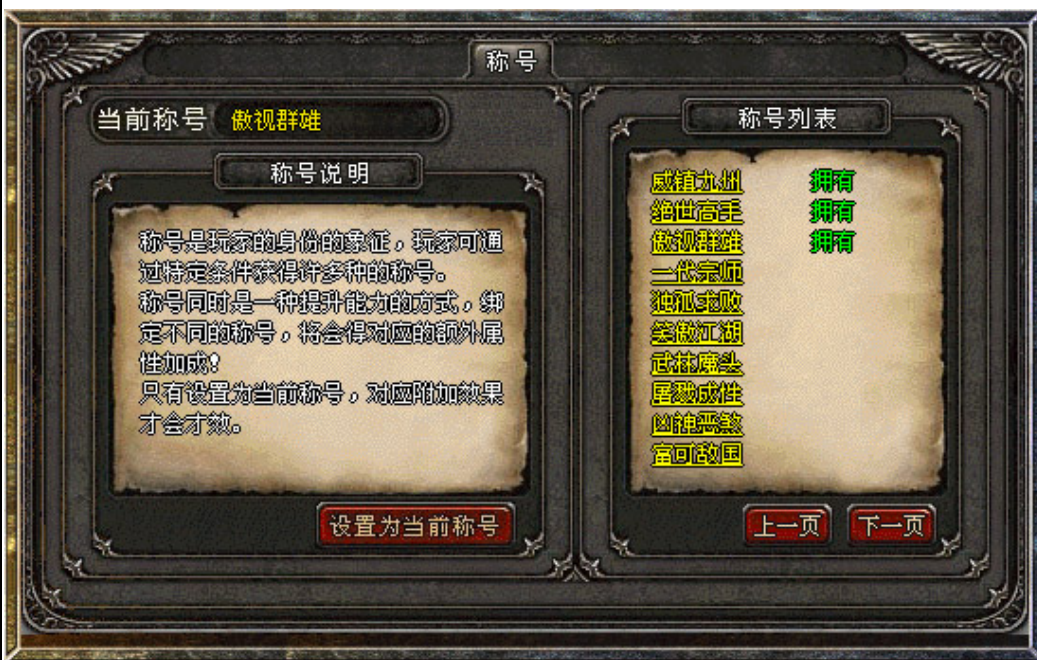 称号
当前称号 傲视群雄
称号说明
称号是玩家的身份的象征，玩家可通
过特定条件获得许多种的称号。
称号同时是一种提升能力的方式，绑
定不同的称号，将会得对应的额外属
性加成！
只有设置为当前称号，对应附加效果
才会才效。
设置为当前称号
称号列表
威镇九州 拥有
绝世高手 拥有
傲视群雄 拥有
一代宗师
独孤求败
笑傲江湖
武林魔头
屠戮成性
凶神恶煞
富可敌国
上一页 下一页